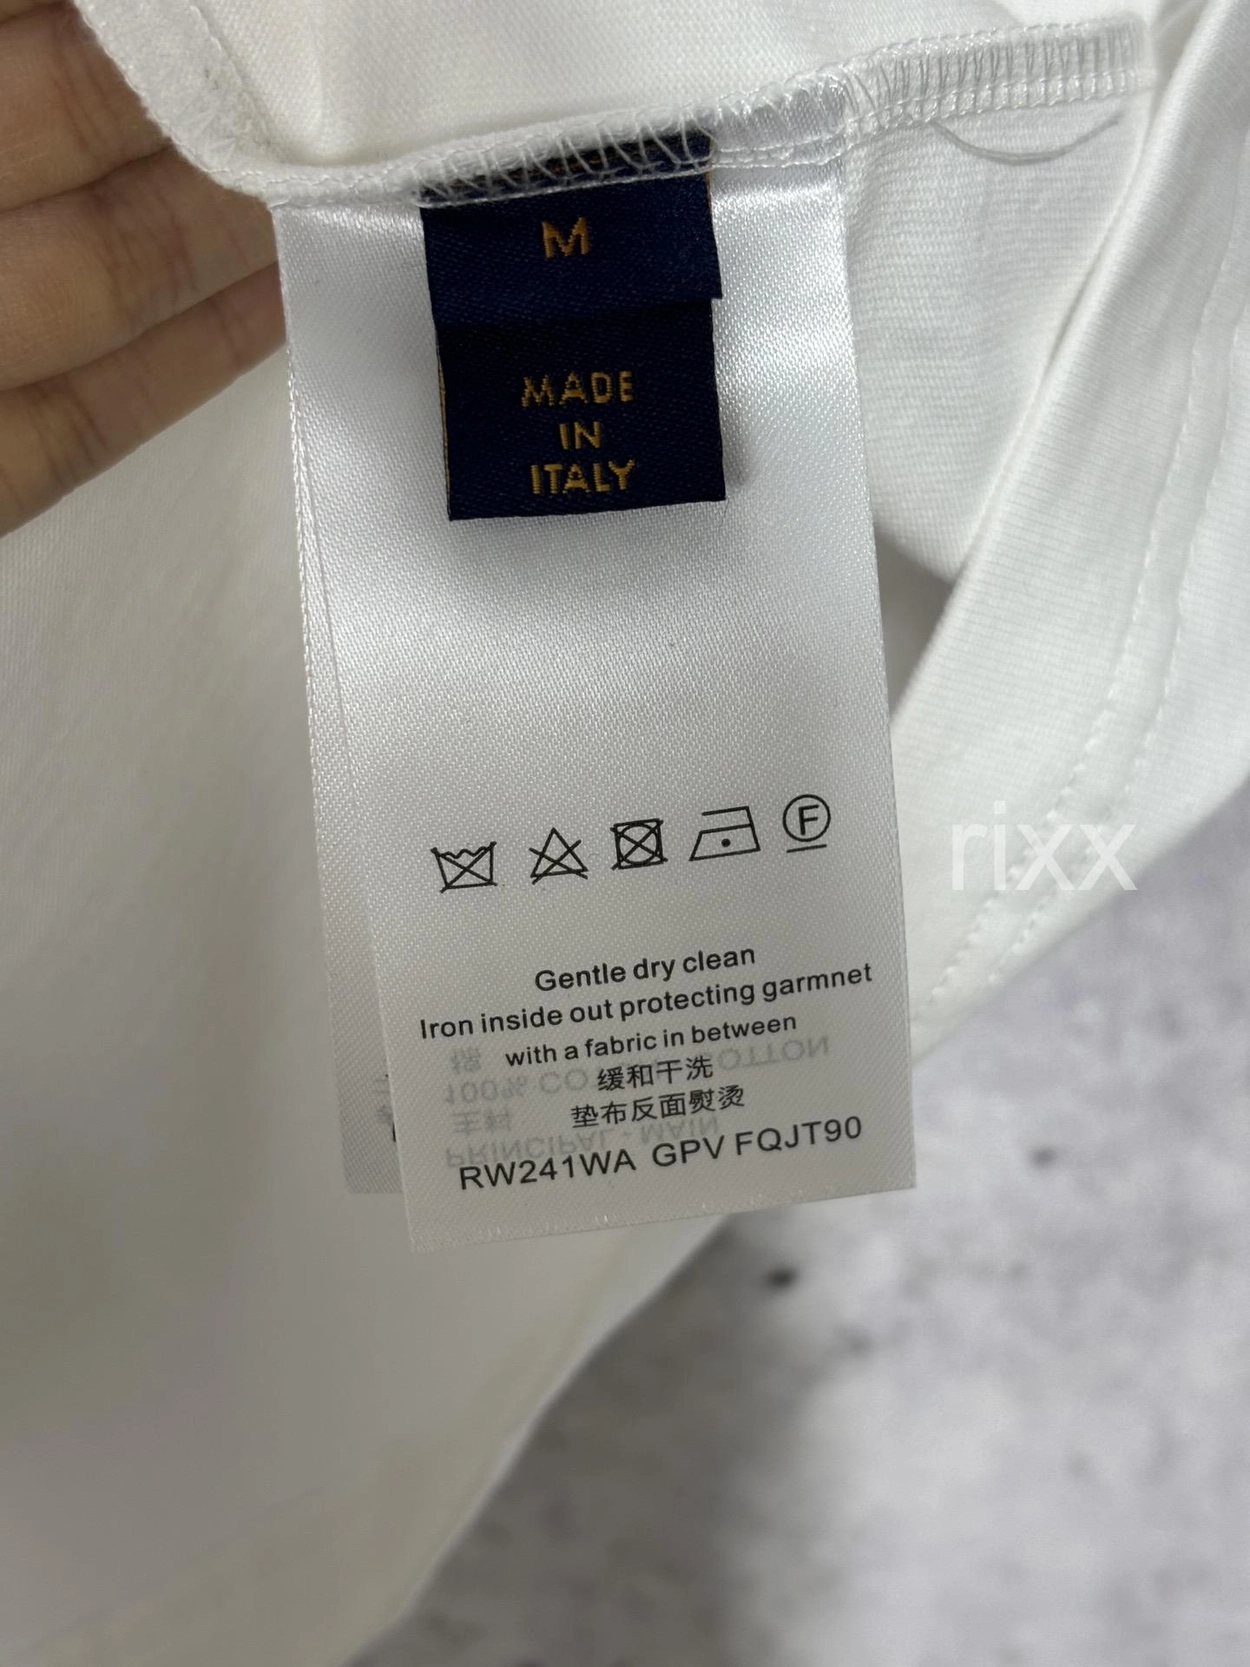 M
MADE
IN
ITALY
F
rixx
Gentle dry clean
Iron inside out protecting garmnet
with a fabric in between
缓和干洗
垫布反面熨烫
RW241WA GPV FQJT90